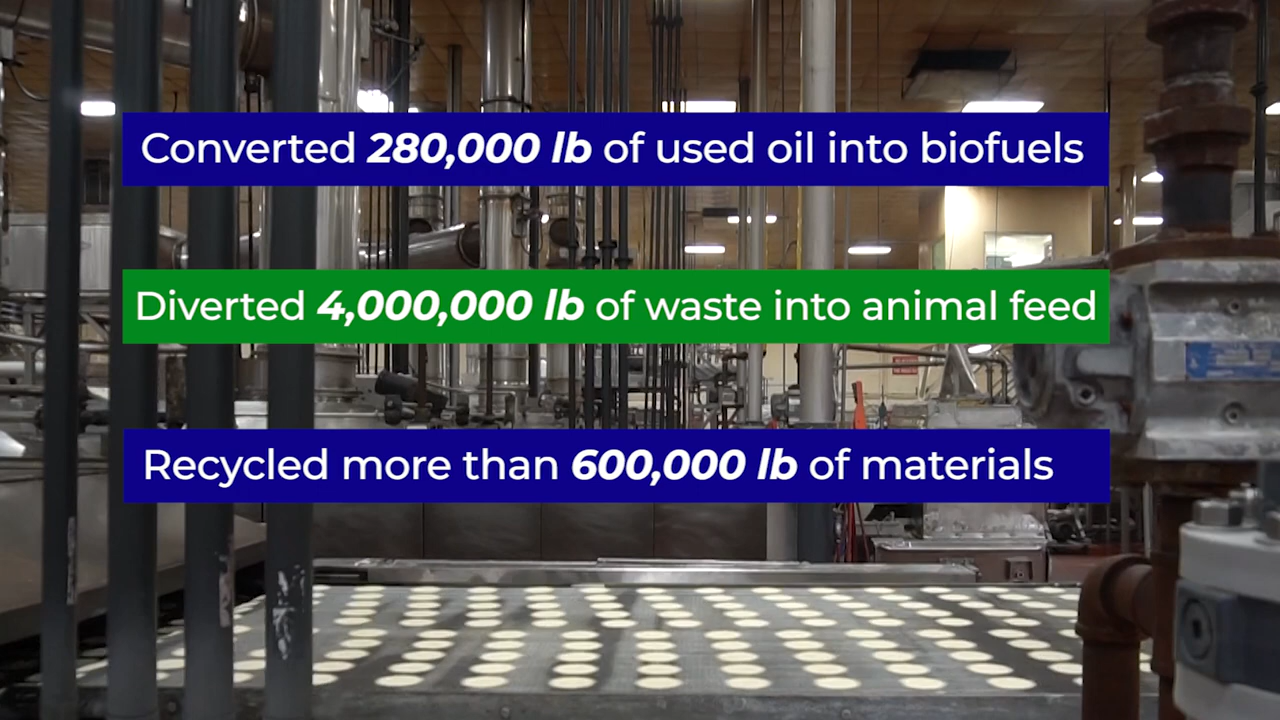 Converted 280,000 lb of used oil into biofuels
Diverted 4,000,000 lb of waste into animal feed
Recycled more than 600,000 lb of materials